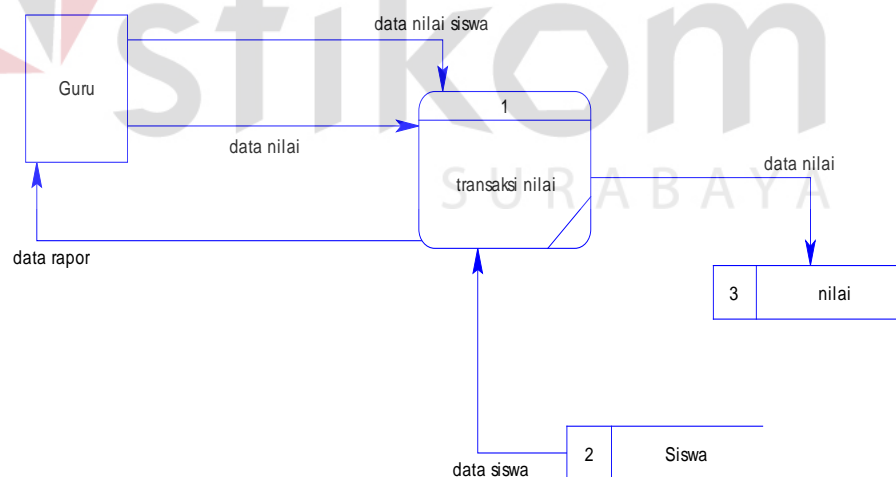 stikom
SURABAYA
data nilai siswa
Guru
1
data nilai
transaksi nilai
data nilai
data rapor
3
nilai
2
Siswa
data siswa